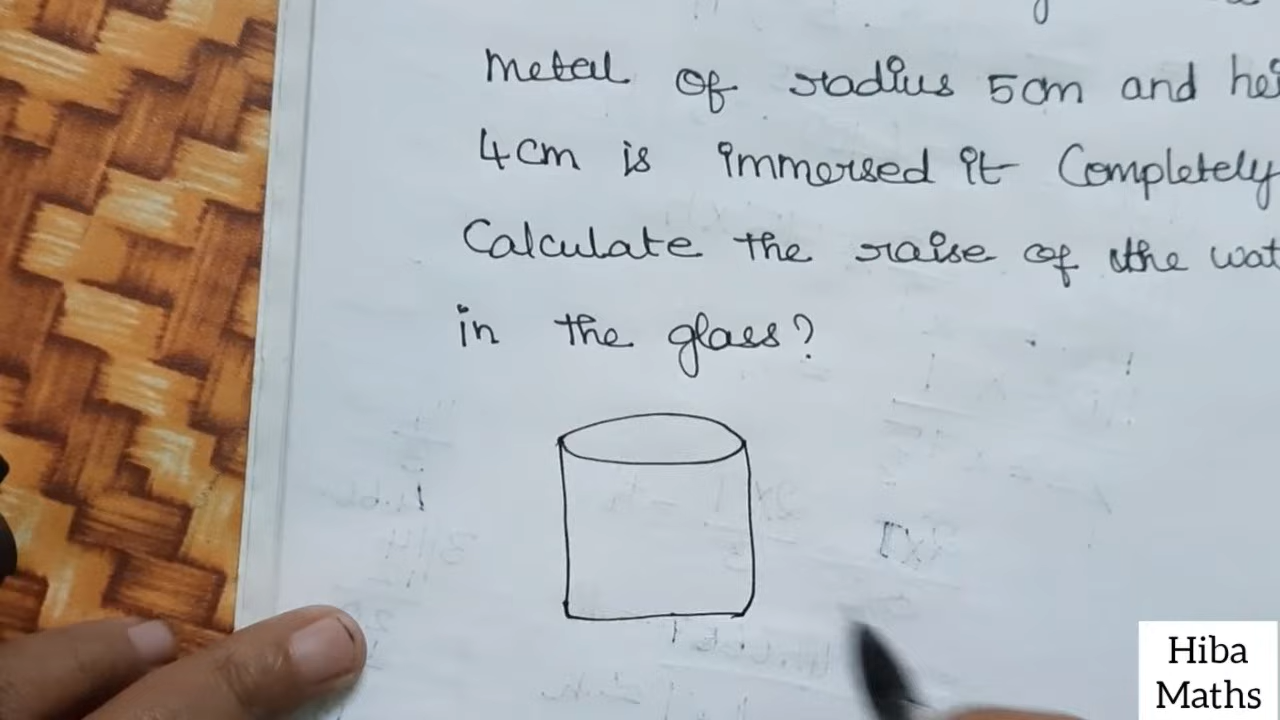 metal of radius 5cm and hei
4cm is immersed it Completely
Calculate the raise of the wat
in the glass?
Hiba
Maths